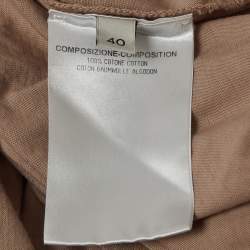 40
COMPOSIZIONE-COMPOSITION
100% COTONE COTTON
COTON BAUMWOLLE ALGODON